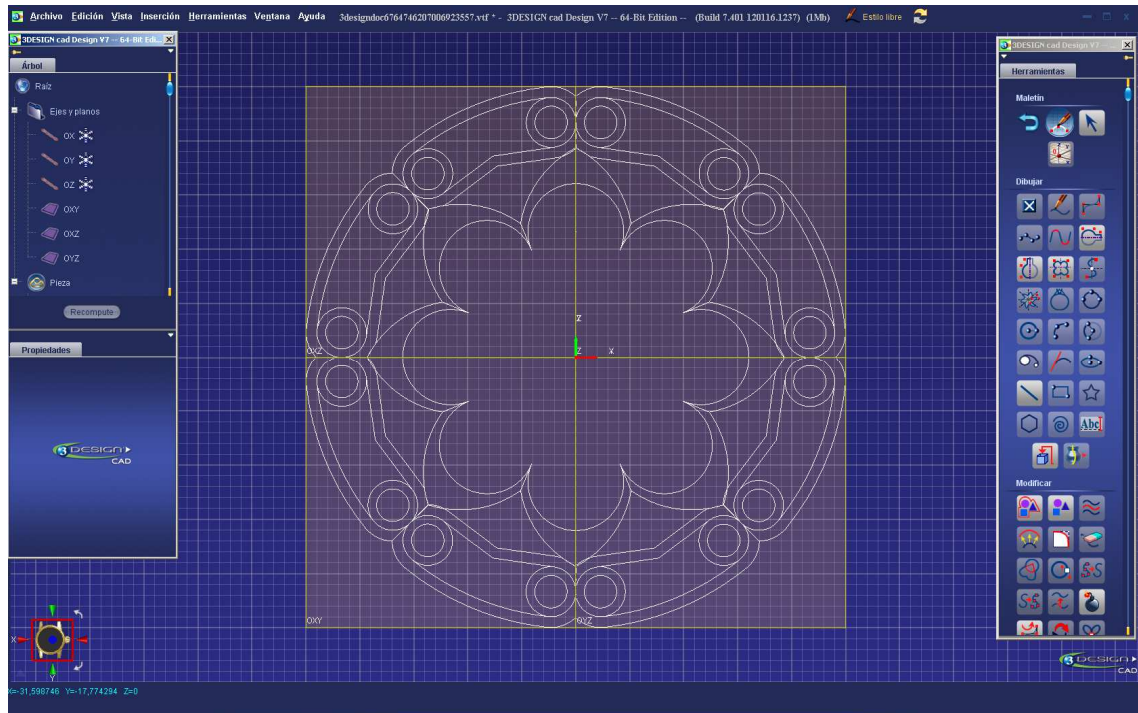 Archivo Edición Vista Inserción Herramientas Ventana Ayuda 3designdoc6764746207006923557.vtf * - 3DESIGN cad Design V7 -- 64-Bit Edition -- (Build 7.401 120116.1237) (1Mb) Estilo libre
3DESIGN cad Design V7 -- 64-Bit Edi...
Árbol
Raíz
Ejes y planos
OX
OY
OZ
OXY
OXZ
OYZ
Pieza
Recompute
Propiedades
3DESIGN
CAD
OXZ
Z
X
OXY
OYZ
3DESIGN cad Design V7 -- ...
Herramientas
Maletín
Dibujar
Abc
Modificar
X
Y
3DESIGN
CAD
X=-31,598746 Y=-17,774294 Z=0